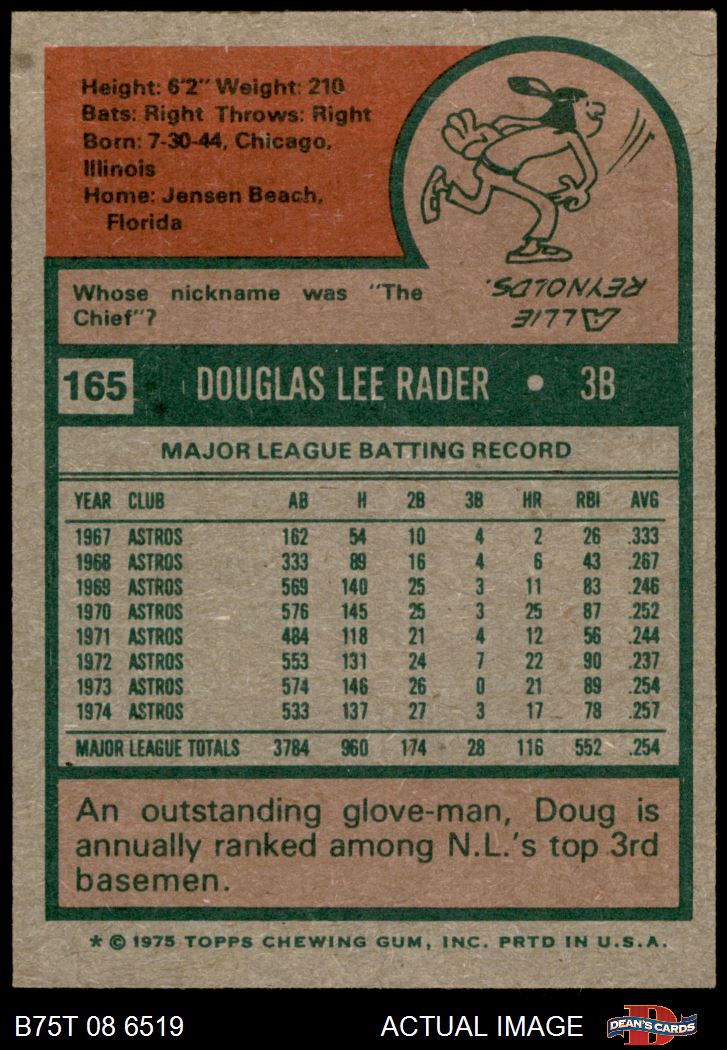 Height: 6'2" Weight: 210
Bats: Right Throws: Right
Born: 7-30-44, Chicago,
Illinois
Home: Jensen Beach,
Florida
Whose nickname was "The
Chief"?
ALLIE
REYNOLDS.
165 DOUGLAS LEE RADER • 3B
MAJOR LEAGUE BATTING RECORD
YEAR CLUB AB H 2B 3B HR RBI AVG
1967 ASTROS 162 54 10 4 2 26 .333
1968 ASTROS 333 89 16 4 6 43 .267
1969 ASTROS 569 140 25 3 11 83 .246
1970 ASTROS 576 145 25 3 25 87 .252
1971 ASTROS 484 118 21 4 12 56 .244
1972 ASTROS 553 131 24 7 22 90 .237
1973 ASTROS 574 146 26 0 21 89 .254
1974 ASTROS 533 137 27 3 17 78 .257
MAJOR LEAGUE TOTALS 3784 960 174 28 116 552 .254
An outstanding glove-man, Doug is
annually ranked among N.L.'s top 3rd
basemen.
* © 1975 TOPPS CHEWING GUM, INC. PRTD IN U.S.A.
B75T 08 6519 ACTUAL IMAGE D DEAN'S CARDS